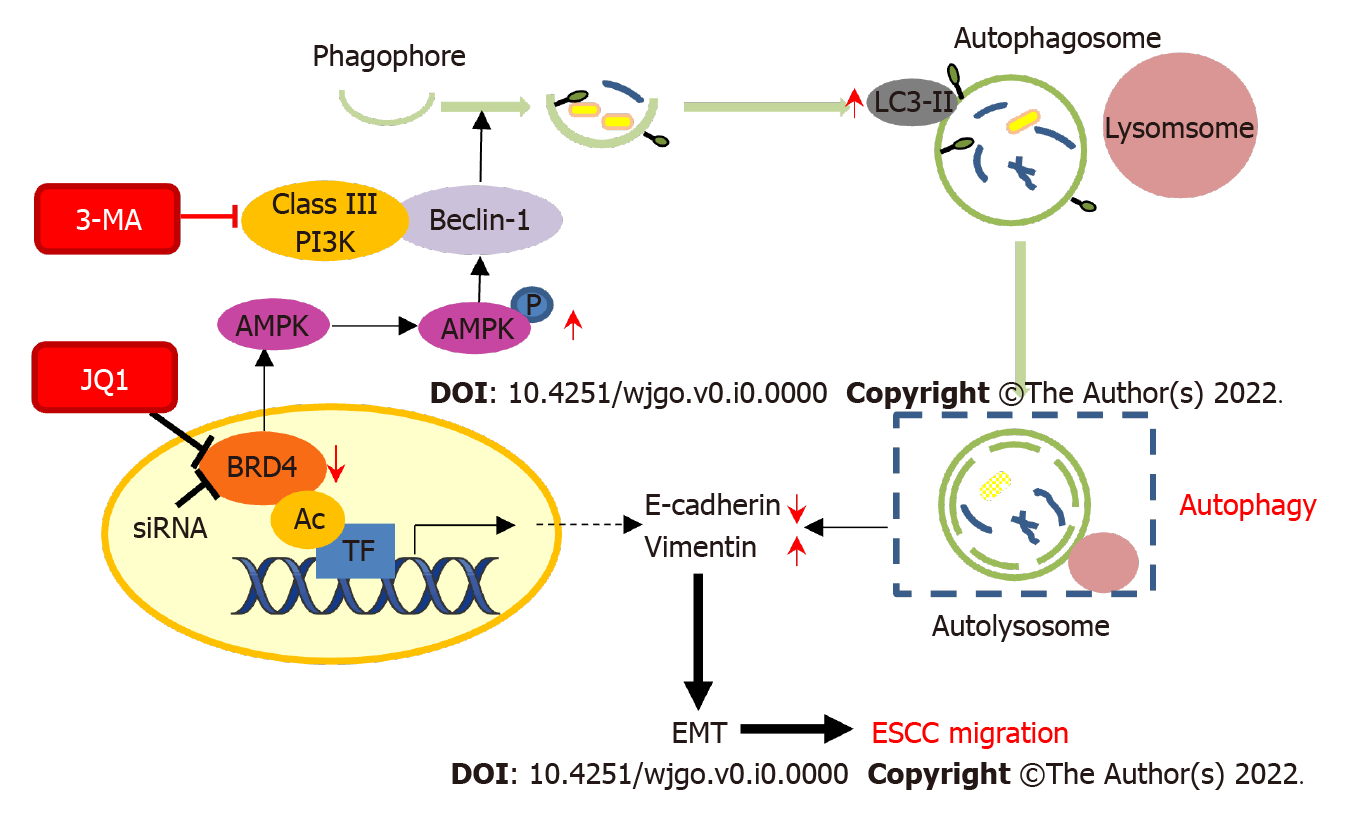 Phagophore
Autophagosome
LC3-II
Lysomsome
3-MA
Class III
PI3K
Beclin-1
P
AMPK
AMPK
JQ1
DOI: 10.4251/wjgo.v0.i0.0000 Copyright ©The Author(s) 2022.
BRD4
siRNA
Ac
TF
E-cadherin
Vimentin
Autophagy
Autolysosome
EMT
ESCC migration
DOI: 10.4251/wjgo.v0.i0.0000 Copyright ©The Author(s) 2022.